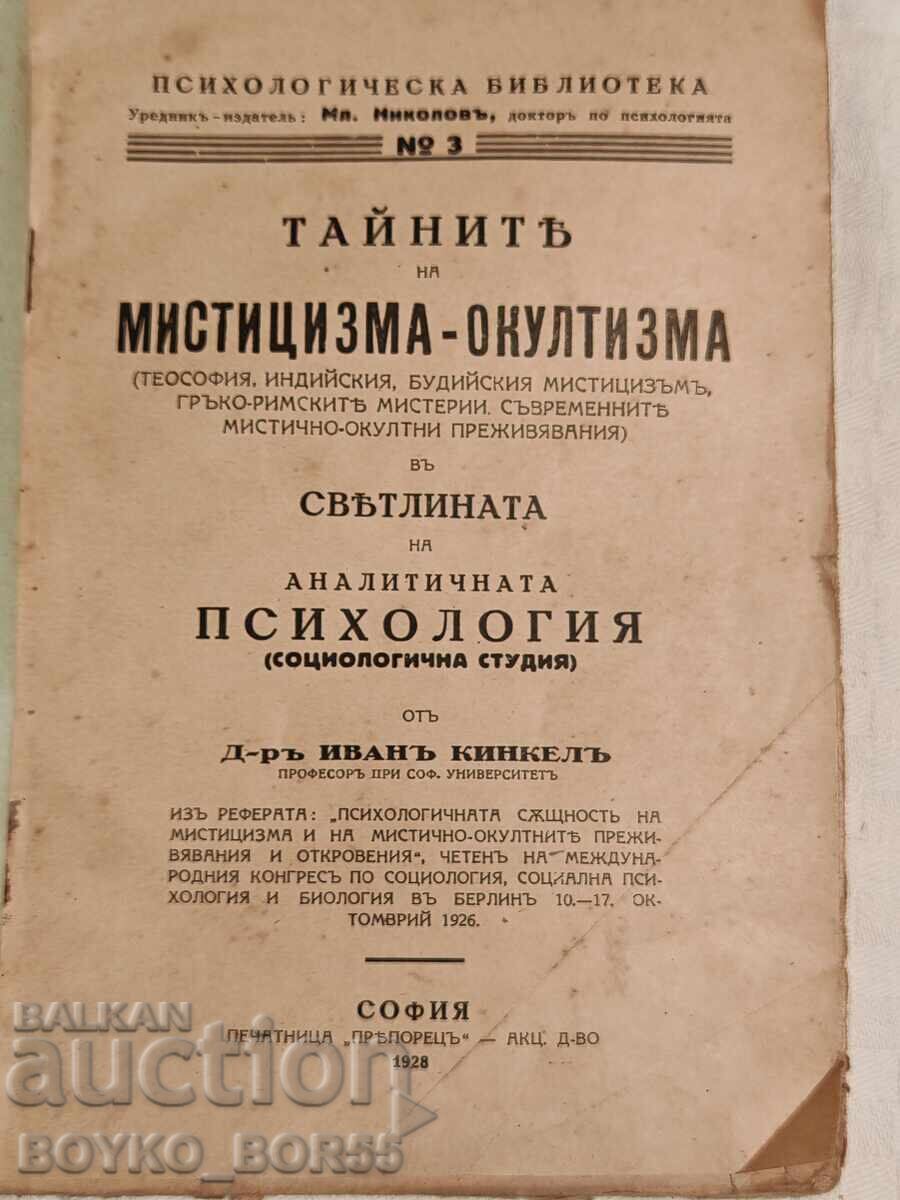 ПСИХОЛОГИЧЕСКА БИБЛИОТЕКА
Уредникъ-издатель: Мл. Николовъ, докторъ по психологията
№ 3
ТАЙНИТѢ
НА
МИСТИЦИЗМА-ОКУЛТИЗМА
(ТЕОСОФИЯ, ИНДИЙСКИЯ, БУДИЙСКИЯ МИСТИЦИЗЪМЪ,
ГРЪКО-РИМСКИТѢ МИСТЕРИИ. СЪВРЕМЕННИТѢ
МИСТИЧНО-ОКУЛТНИ ПРЕЖИВЯВАНИЯ)
ВЪ
СВѢТЛИНАТА
НА
АНАЛИТИЧНАТА
ПСИХОЛОГИЯ
(СОЦИОЛОГИЧНА СТУДИЯ)
ОТЪ
Д-ръ ИВАНЪ КИНКЕЛЪ
ПРОФЕСОРЪ ПРИ СОФ. УНИВЕРСИТЕТЪ
ИЗЪ РЕФЕРАТА: „ПСИХОЛОГИЧНАТА СѪЩНОСТЬ НА
МИСТИЦИЗМА И НА МИСТИЧНО-ОКУЛТНИТѢ ПРЕЖИ-
ВЯВАНИЯ И ОТКРОВЕНИЯ“, ЧЕТЕНЪ НА МЕЖДУНА-
РОДНИЯ КОНГРЕСЪ ПО СОЦИОЛОГИЯ, СОЦИАЛНА ПСИ-
ХОЛОГИЯ И БИОЛОГИЯ ВЪ БЕРЛИНЪ 10.—17. ОК-
ТОМВРИЙ 1926.
СОФИЯ
ПЕЧАТНИЦА „ПРѢПОРЕЦЪ“ — АКЦ. Д-ВО
1928
BALKAN
auction
BOYKO_BOR55